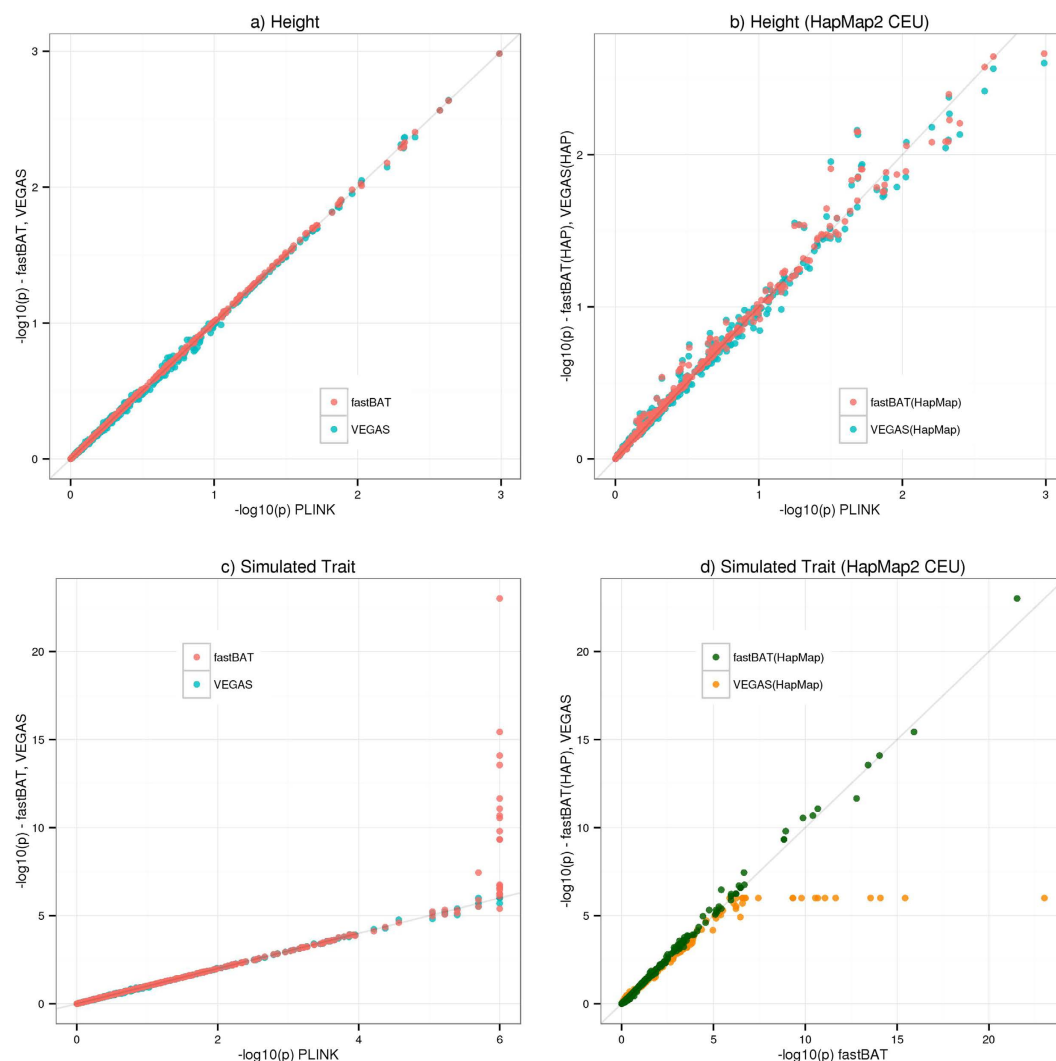 a) Height
-log10(p) - fastBAT, VEGAS
3
2
1
0
fastBAT
VEGAS
0 1 2 3
-log10(p) PLINK
b) Height (HapMap2 CEU)
-log10(p) - fastBAT(HAP), VEGAS(HAP)
2
1
0
fastBAT(HapMap)
VEGAS(HapMap)
0 1 2 3
-log10(p) PLINK
c) Simulated Trait
-log10(p) - fastBAT, VEGAS
20
15
10
5
0
fastBAT
VEGAS
0 2 4 6
-log10(p) PLINK
d) Simulated Trait (HapMap2 CEU)
-log10(p) - fastBAT(HAP), VEGAS
20
15
10
5
0
fastBAT(HapMap)
VEGAS(HapMap)
0 5 10 15 20
-log10(p) fastBAT